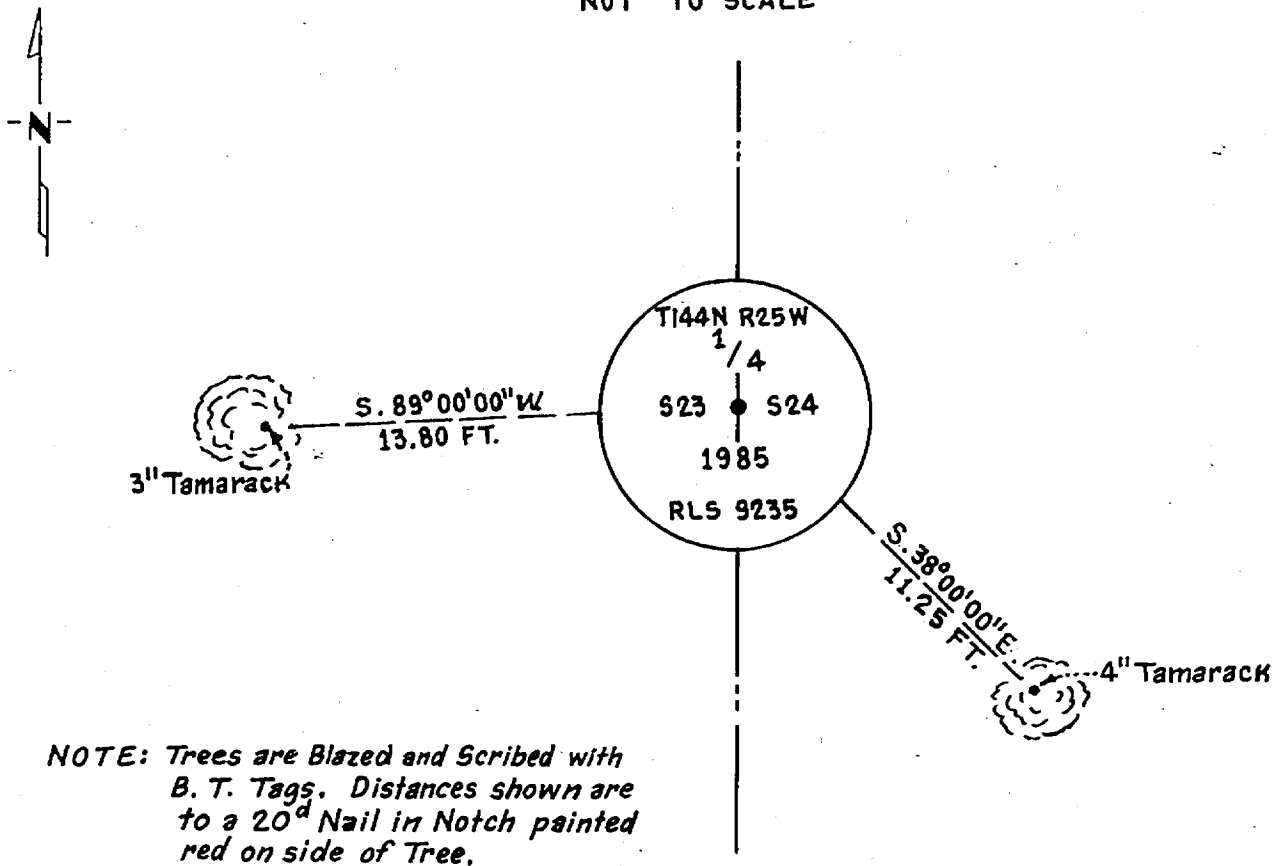 NOT TO SCALE
N
T144N R25W
1/4
S23 S24
1985
RLS 9235
S. 89°00'00" W
13.80 FT.
3" Tamarack
S. 38°00'00" E.
11.25 FT.
4" Tamarack
NOTE: Trees are Blazed and Scribed with
B. T. Tags. Distances shown are
to a 20d Nail in Notch painted
red on side of Tree.